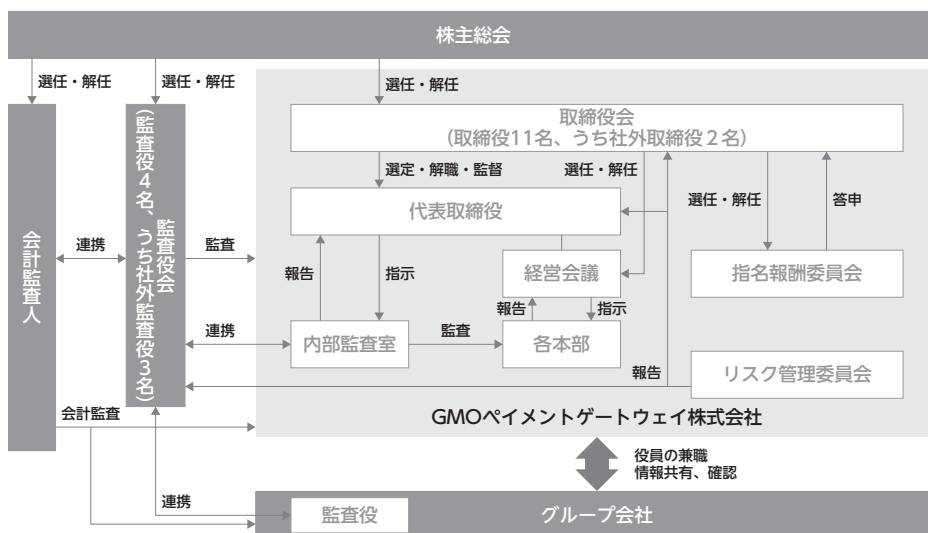 株主総会
選任・解任
選任・解任
選任・解任
取締役会
(取締役11名、うち社外取締役2名)
選定・解職・監督
選任・解任
選任・解任
答申
代表取締役
会計監査人
連携
監査役会
(監査役4名、うち社外監査役3名)
監査
報告
指示
経営会議
指名報酬委員会
報告
指示
連携
内部監査室
監査
各本部
報告
リスク管理委員会
会計監査
GMOペイメントゲートウェイ株式会社
役員の兼職
情報共有、確認
連携
監査役
グループ会社